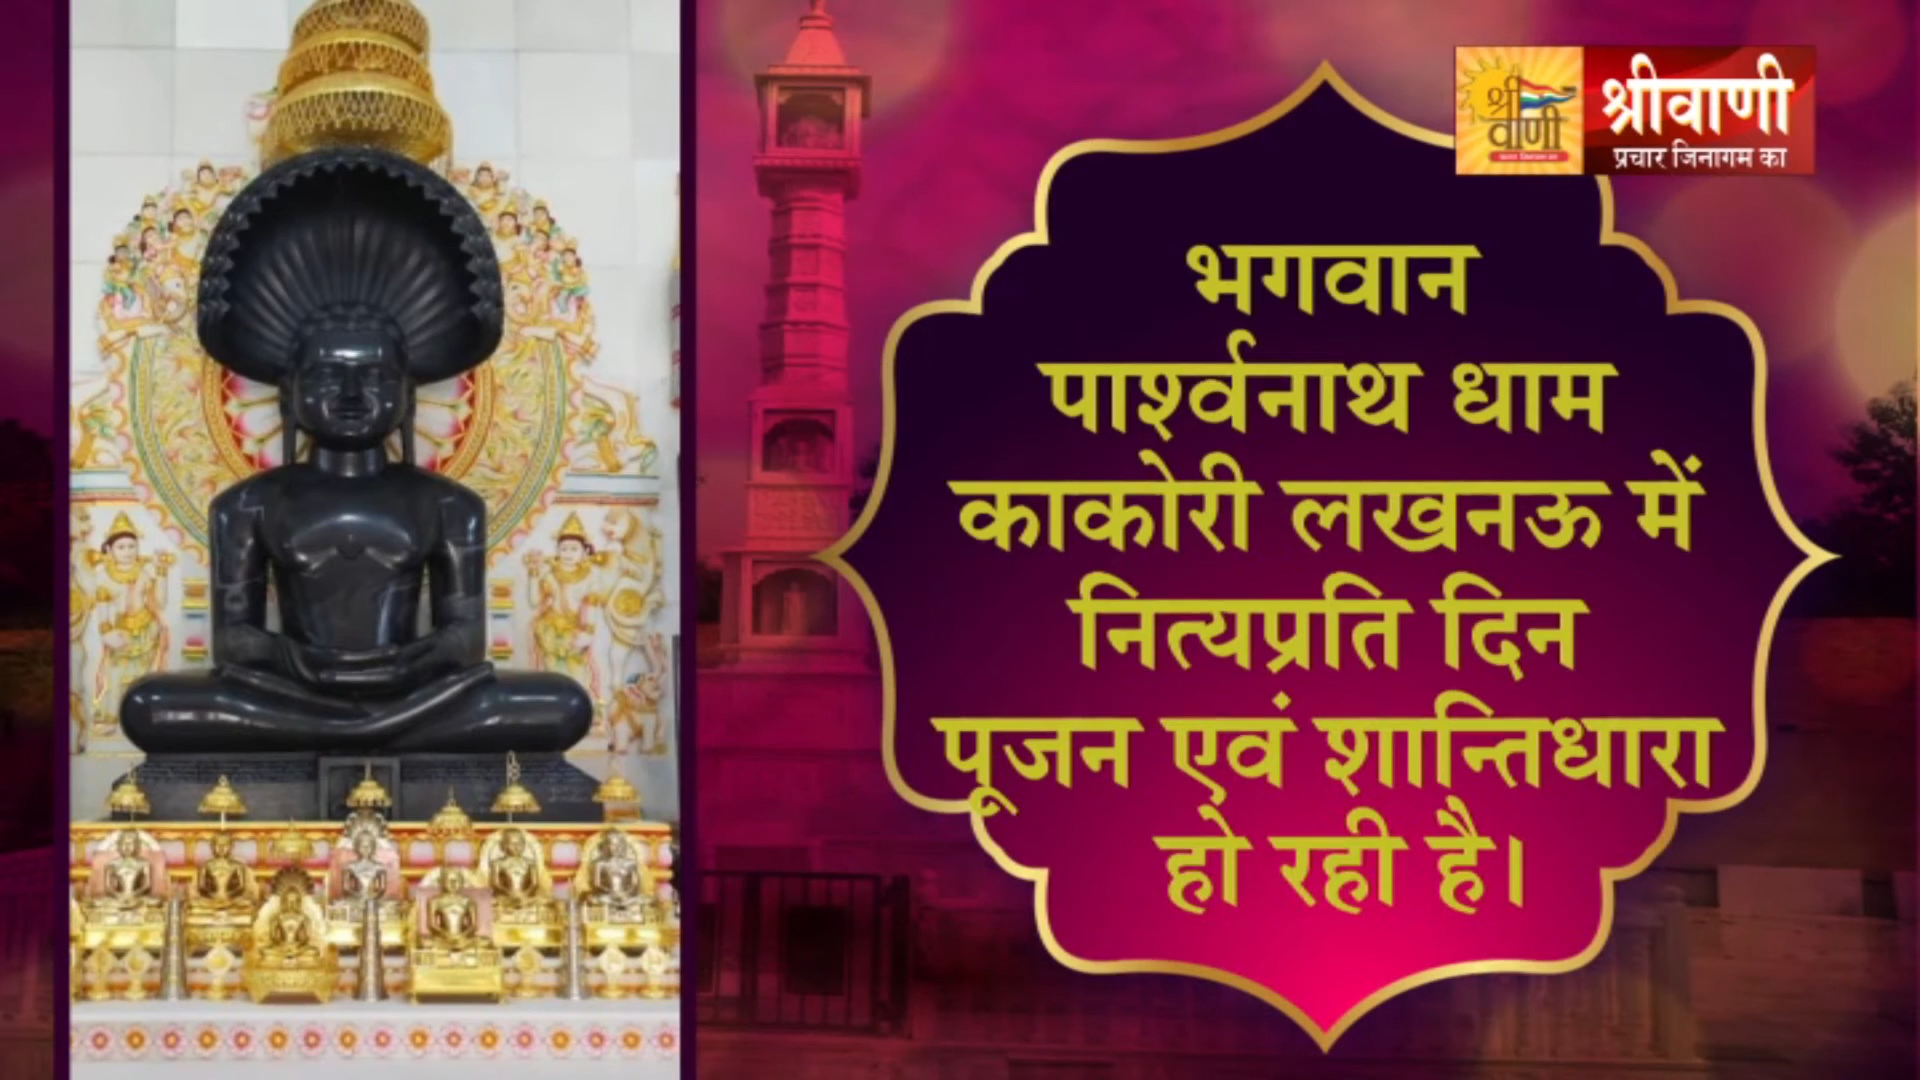 श्री
वाणी
श्रीवाणी
प्रचार जिनागम का
भगवान
पार्श्वनाथ धाम
काकोरी लखनऊ में
नित्यप्रति दिन
पूजन एवं शान्तिधारा
हो रही है।